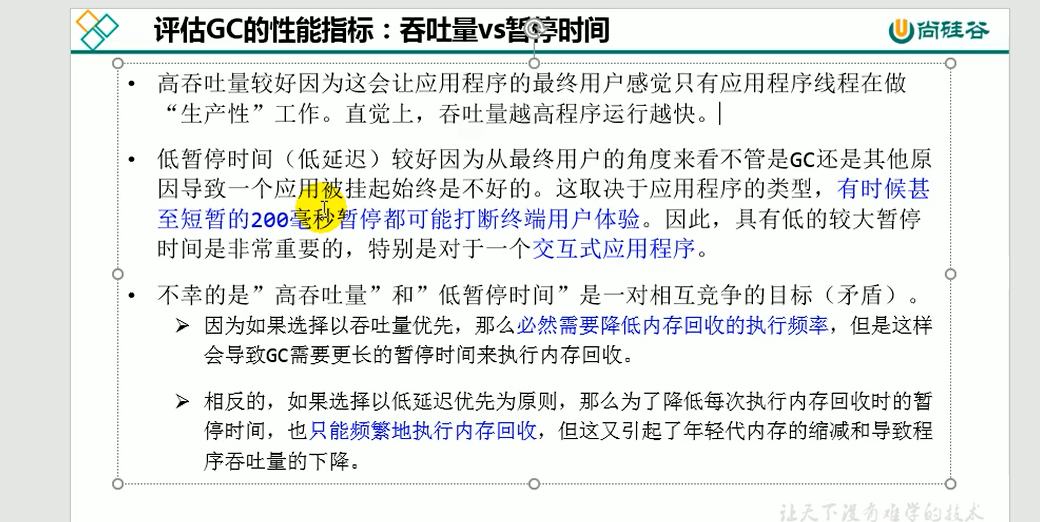 评估GC的性能指标：吞吐量vs暂停时间
尚硅谷
• 高吞吐量较好因为这会让应用程序的最终用户感觉只有应用程序线程在做
“生产性”工作。直觉上，吞吐量越高程序运行越快。
• 低暂停时间（低延迟）较好因为从最终用户的角度来看不管是GC还是其他原
因导致一个应用被挂起始终是不好的。这取决于应用程序的类型，有时候甚
至短暂的200毫秒暂停都可能打断终端用户体验。因此，具有低的较大暂停
时间是非常重要的，特别是对于一个交互式应用程序。
• 不幸的是”高吞吐量”和”低暂停时间”是一对相互竞争的目标（矛盾）。
➢ 因为如果选择以吞吐量优先，那么必然需要降低内存回收的执行频率，但是这样
会导致GC需要更长的暂停时间来执行内存回收。
➢ 相反的，如果选择以低延迟优先为原则，那么为了降低每次执行内存回收时的暂
停时间，也只能频繁地执行内存回收，但这又引起了年轻代内存的缩减和导致程
序吞吐量的下降。
让天下没有难学的技术